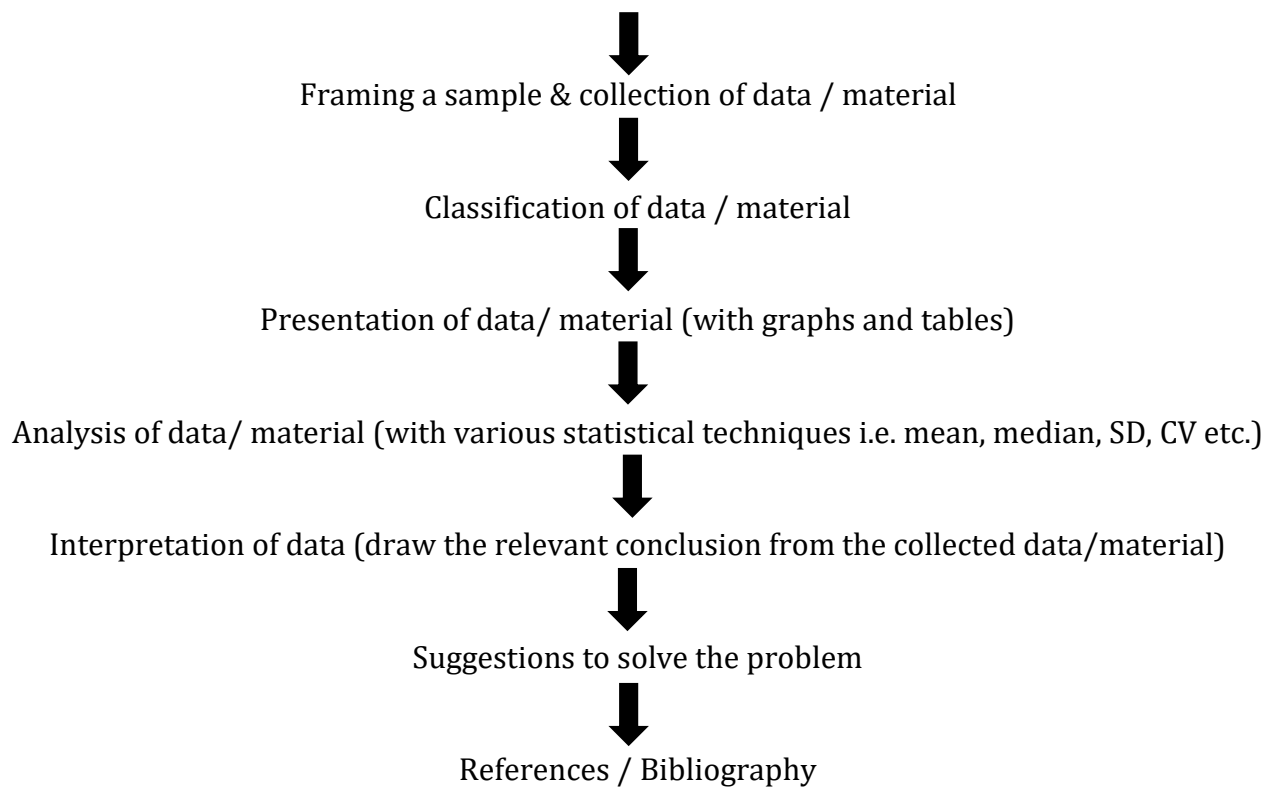 Framing a sample & collection of data / material
Classification of data / material
Presentation of data/ material (with graphs and tables)
Analysis of data/ material (with various statistical techniques i.e. mean, median, SD, CV etc.)
Interpretation of data (draw the relevant conclusion from the collected data/material)
Suggestions to solve the problem
References / Bibliography